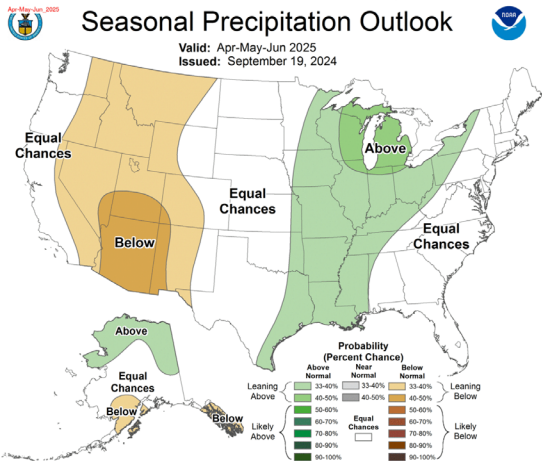 Apr-May-Jun_2025
Seasonal Precipitation Outlook
Valid: Apr-May-Jun 2025
Issued: September 19, 2024
NOAA
Equal
Chances
Above
Equal
Chances
Equal
Chances
Below
Above
Equal
Chances
Below
Below
Probability
(Percent Chance)
Above
Normal
Near
Normal
Below
Normal
Leaning
Above
33-40%
40-50%
33-40%
40-50%
33-40%
40-50%
Leaning
Below
Likely
Above
50-60%
60-70%
70-80%
80-90%
90-100%
Equal
Chances
50-60%
60-70%
70-80%
80-90%
90-100%
Likely
Below